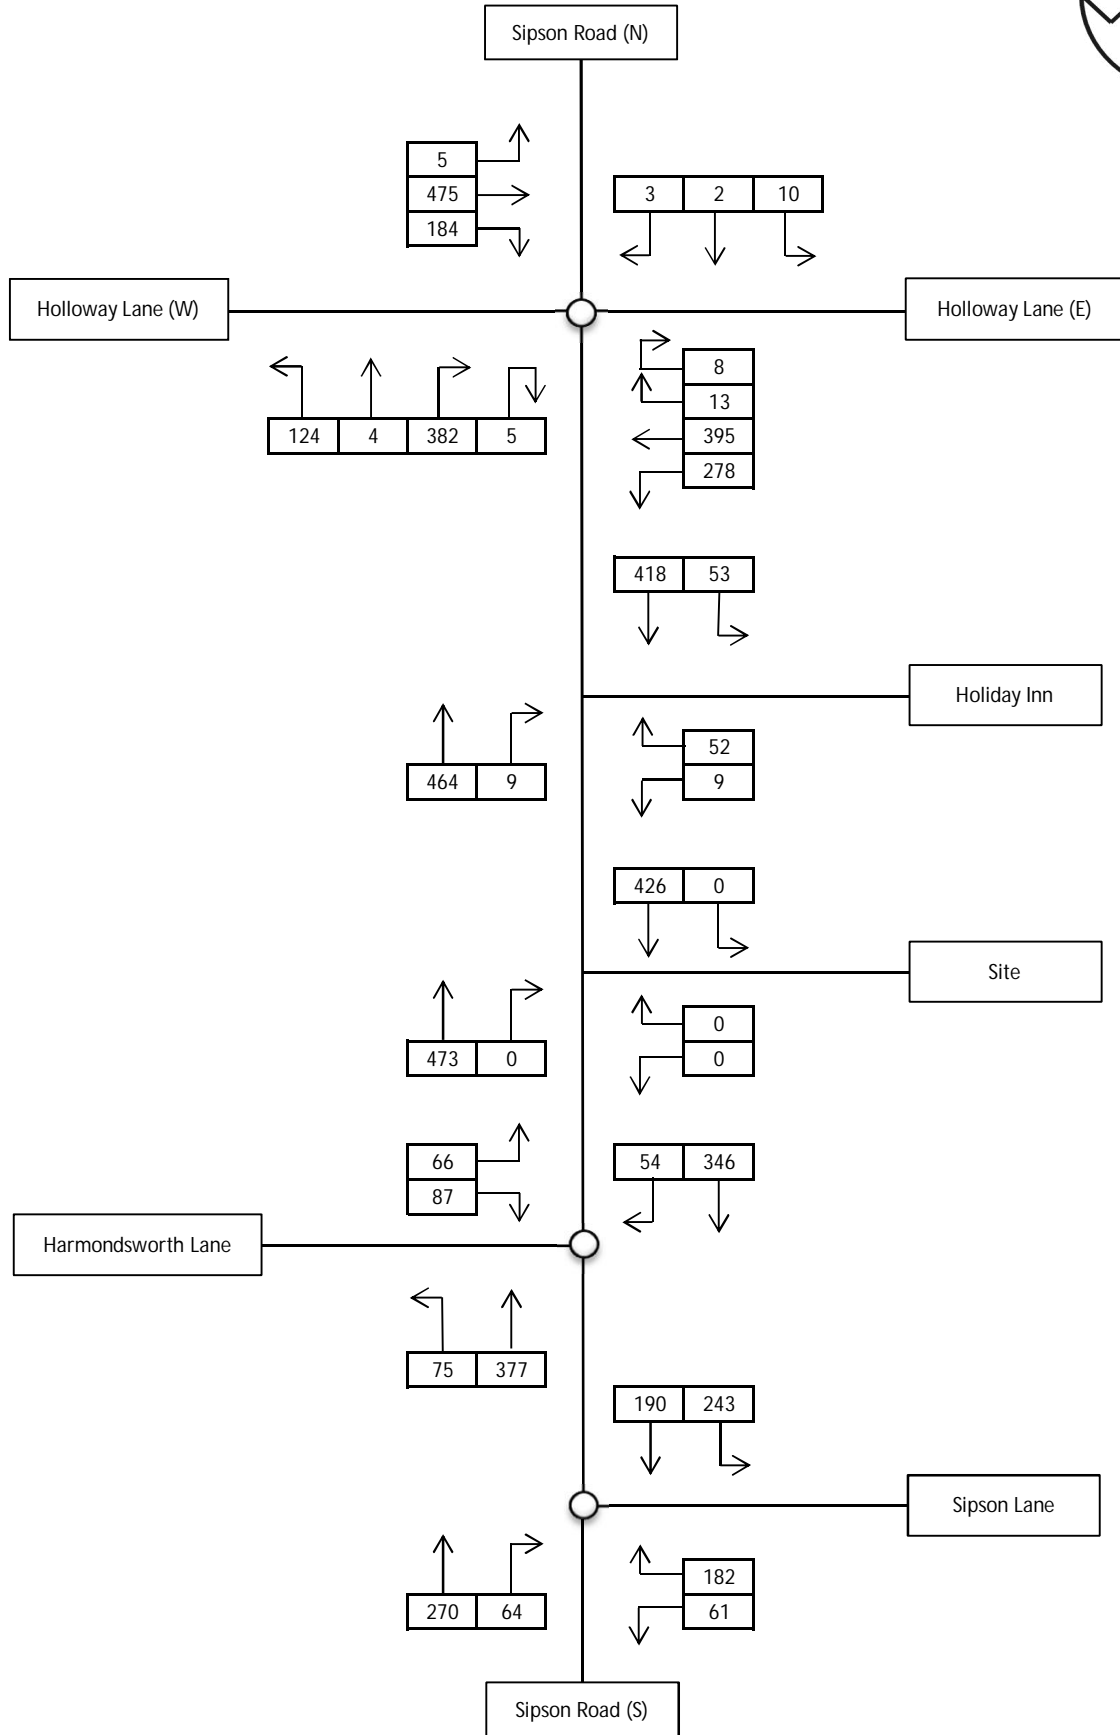 Sipson Road (N)
5
475
184
3 2 10
Holloway Lane (W)
Holloway Lane (E)
124 4 382 5
8
13
395
278
418 53
Holiday Inn
464 9
52
9
426 0
Site
473 0
0
0
66
87
54 346
Harmondsworth Lane
75 377
190 243
Sipson Lane
270 64
182
61
Sipson Road (S)